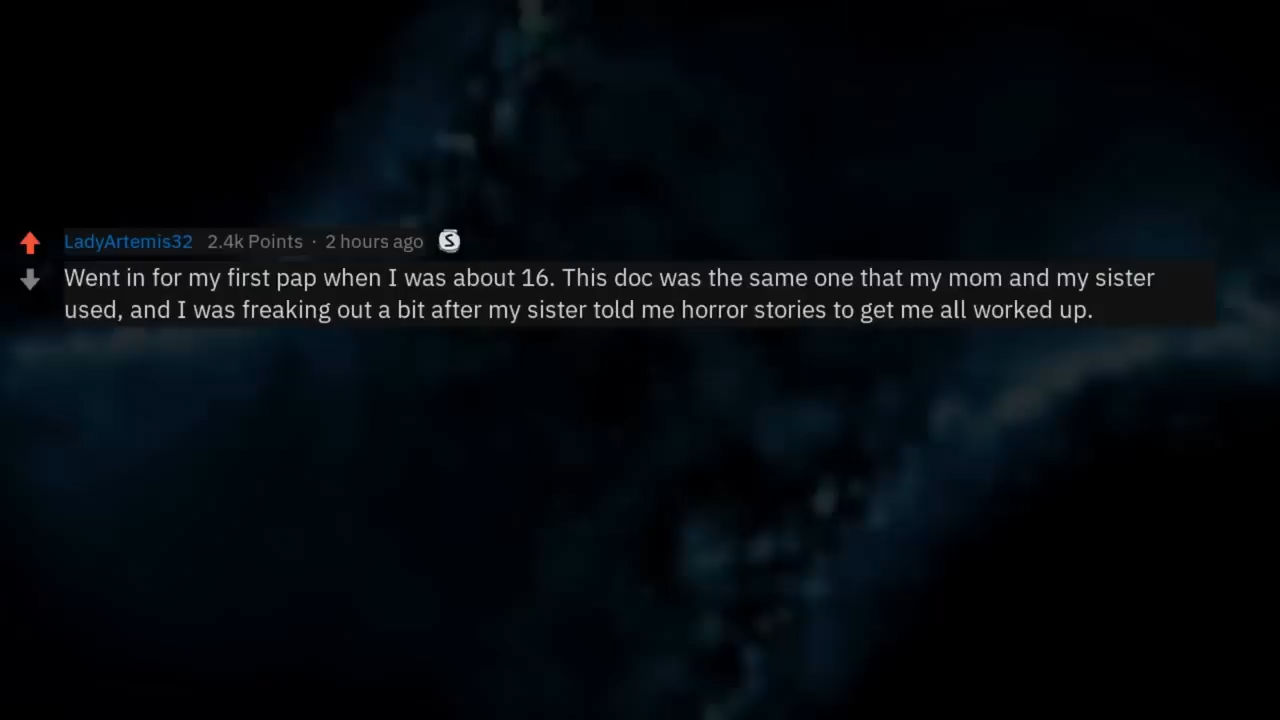 LadyArtemis32 2.4k Points · 2 hours ago S
Went in for my first pap when I was about 16. This doc was the same one that my mom and my sister
used, and I was freaking out a bit after my sister told me horror stories to get me all worked up.